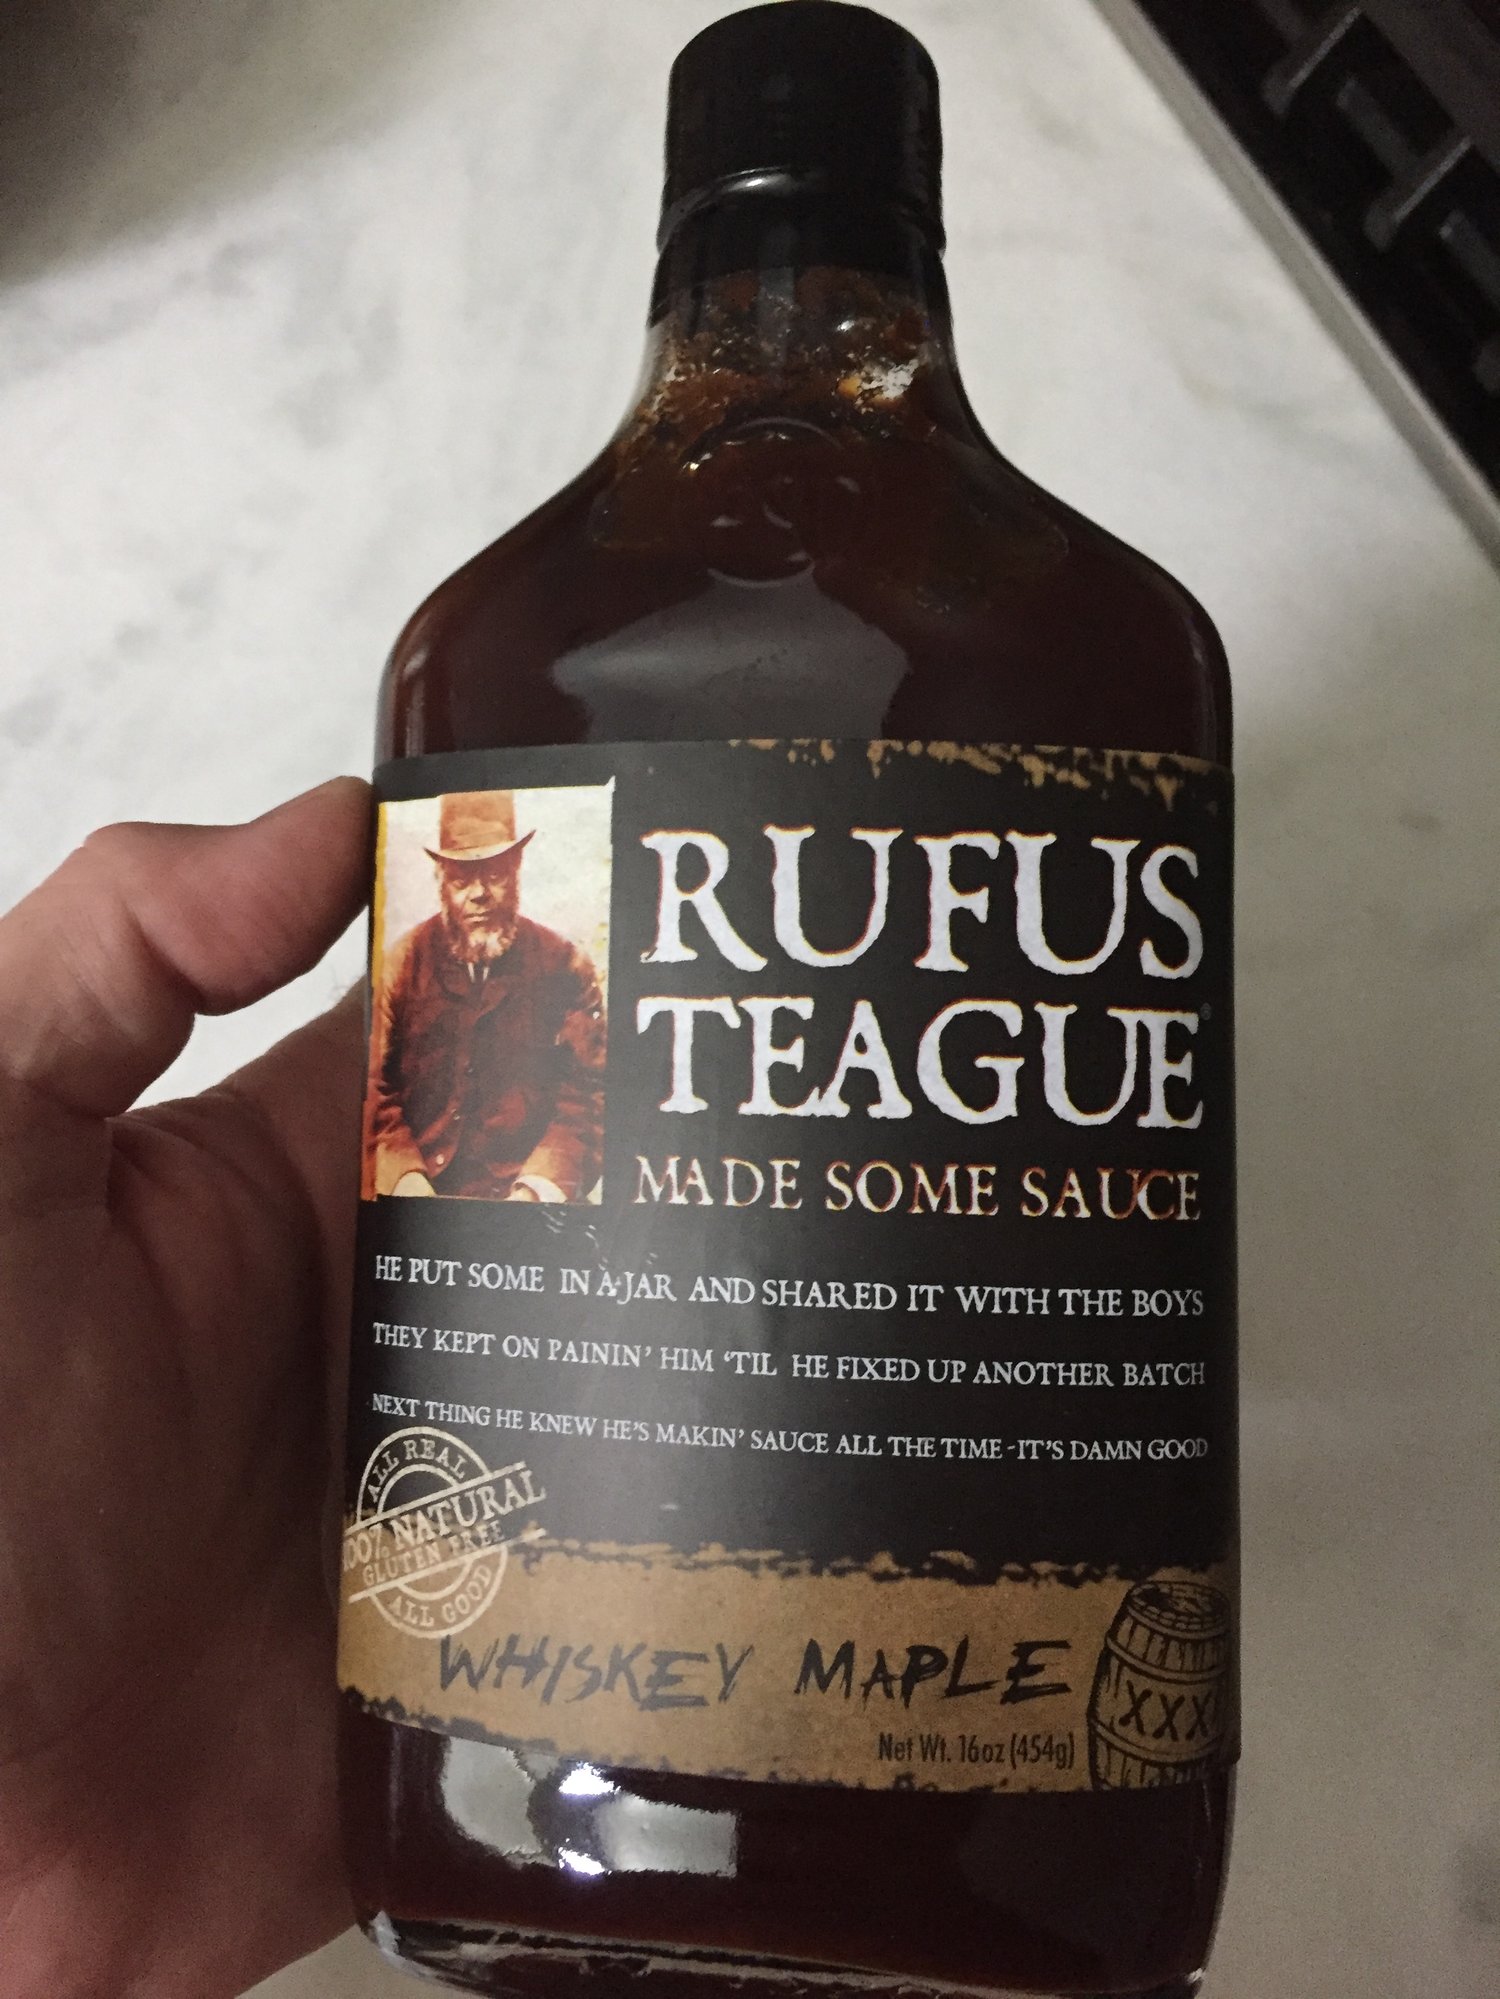 RUFUS
TEAGUE®
MADE SOME SAUCE
HE PUT SOME IN A JAR AND SHARED IT WITH THE BOYS
THEY KEPT ON PAININ' HIM 'TIL HE FIXED UP ANOTHER BATCH
NEXT THING HE KNEW HE'S MAKIN' SAUCE ALL THE TIME-IT'S DAMN GOOD
ALL REAL
100% NATURAL
GLUTEN FREE
ALL GOOD
WHISKEY MAPLE
XXX
Net Wt. 16oz (454g)